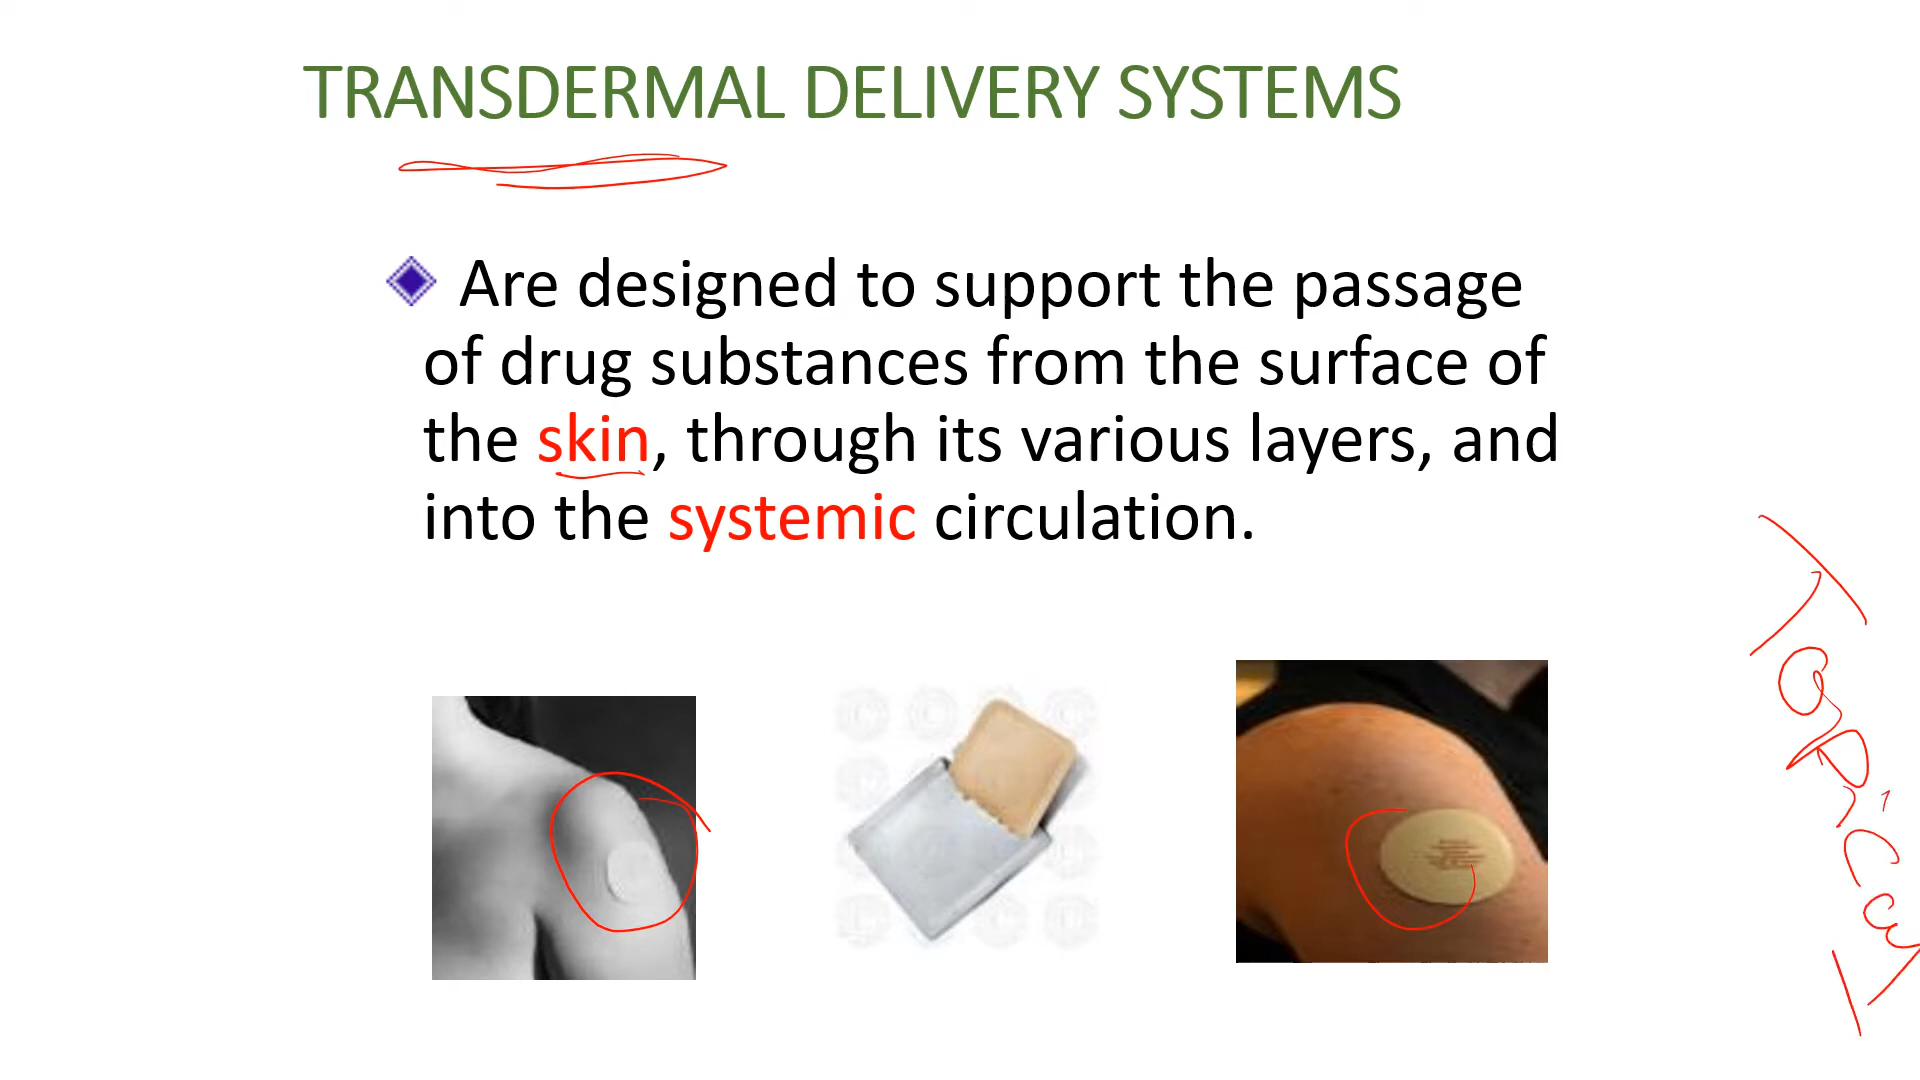 TRANSDERMAL DELIVERY SYSTEMS
Are designed to support the passage
of drug substances from the surface of
the skin, through its various layers, and
into the systemic circulation.
Topical